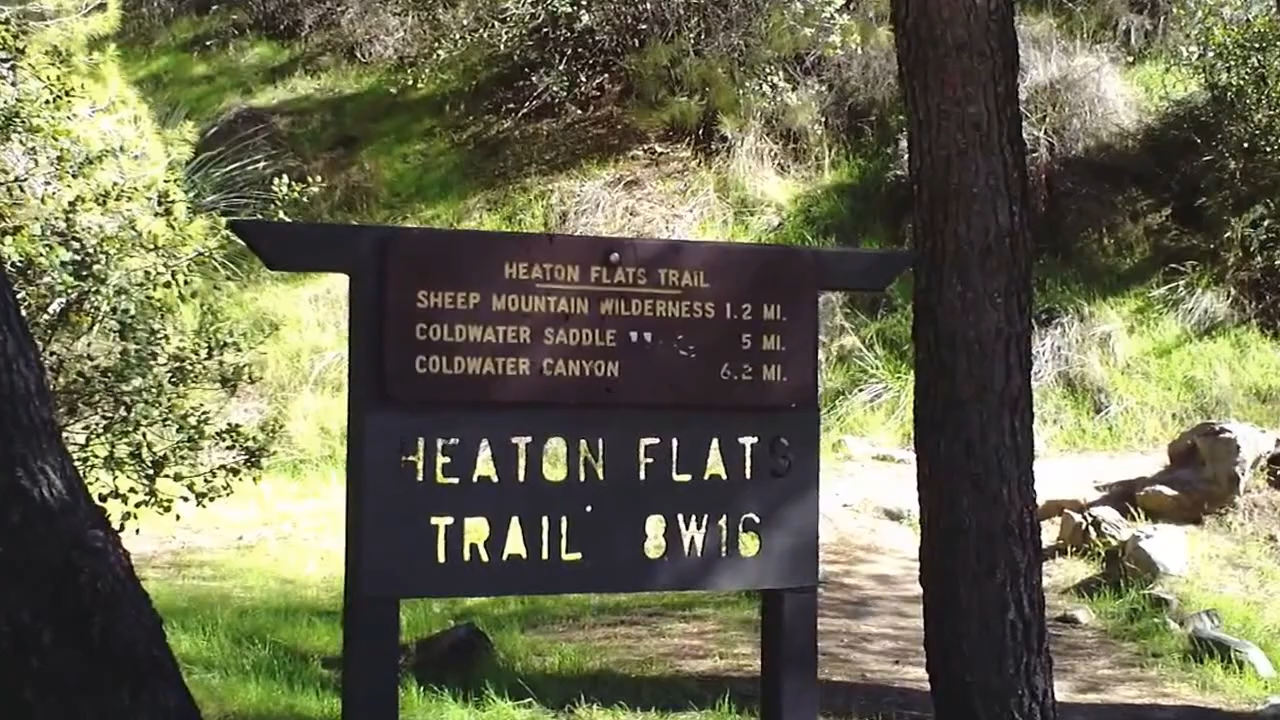 HEATON FLATS TRAIL
SHEEP MOUNTAIN WILDERNESS 1.2 MI.
COLDWATER SADDLE " 5 MI.
COLDWATER CANYON 6.2 MI.
HEATON FLATS
TRAIL 8W16